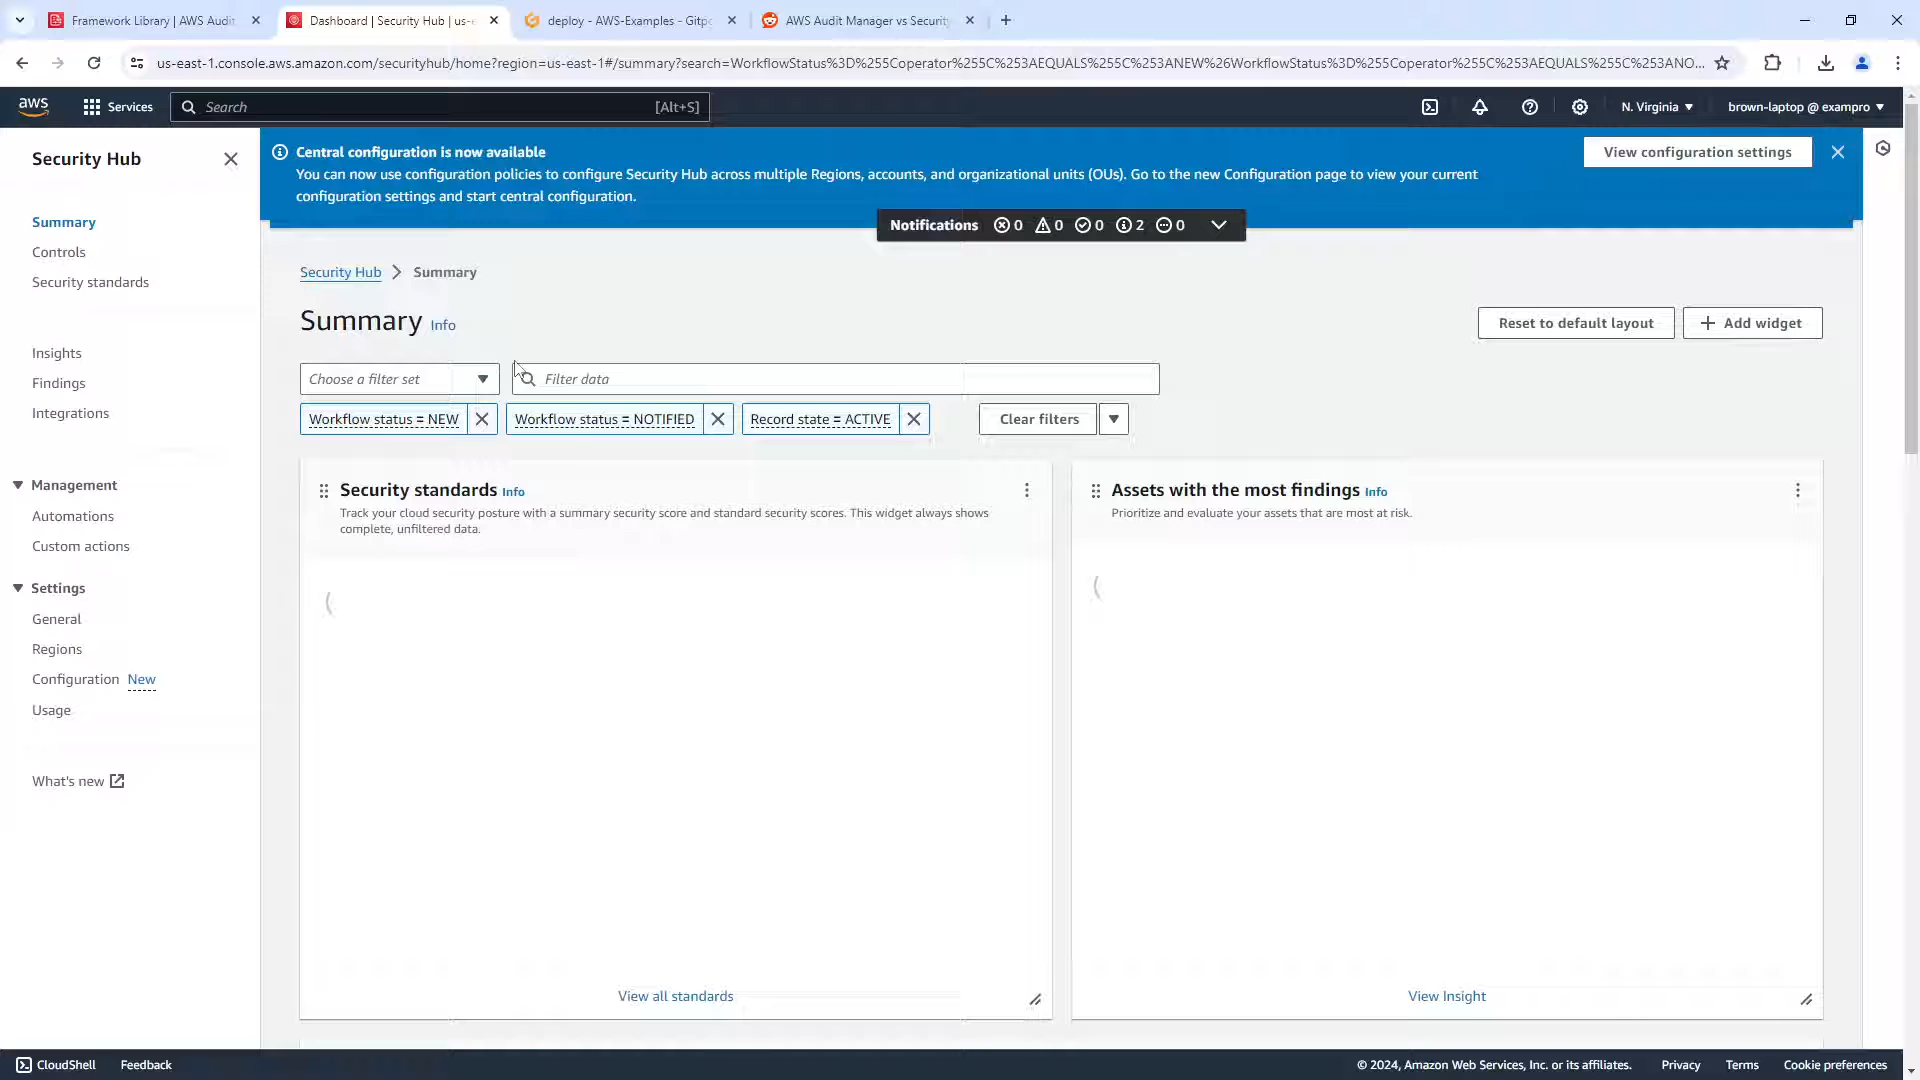 Framework Library | AWS Audit
Dashboard | Security Hub | us-e
deploy - AWS-Examples - Gitpo
AWS Audit Manager vs Security
us-east-1.console.aws.amazon.com/securityhub/home?region=us-east-1#/summary?search=WorkflowStatus%3D%255Coperator%255C%253AEQUALS%255C%253ANEW%26WorkflowStatus%3D%255Coperator%255C%253AEQUALS%255C%253ANO...
aws
Services
Search
[Alt+S]
N. Virginia
brown-laptop @ exampro
Security Hub
Summary
Controls
Security standards
Insights
Findings
Integrations
Management
Automations
Custom actions
Settings
General
Regions
Configuration New
Usage
What's new
Central configuration is now available
You can now use configuration policies to configure Security Hub across multiple Regions, accounts, and organizational units (OUs). Go to the new Configuration page to view your current
configuration settings and start central configuration.
View configuration settings
Notifications 0 0 0 2 0
Security Hub > Summary
Summary Info
Reset to default layout
Add widget
Choose a filter set
Filter data
Workflow status = NEW
Workflow status = NOTIFIED
Record state = ACTIVE
Clear filters
Security standards Info
Track your cloud security posture with a summary security score and standard security scores. This widget always shows
complete, unfiltered data.
View all standards
Assets with the most findings Info
Prioritize and evaluate your assets that are most at risk.
View Insight
CloudShell
Feedback
© 2024, Amazon Web Services, Inc. or its affiliates.
Privacy
Terms
Cookie preferences